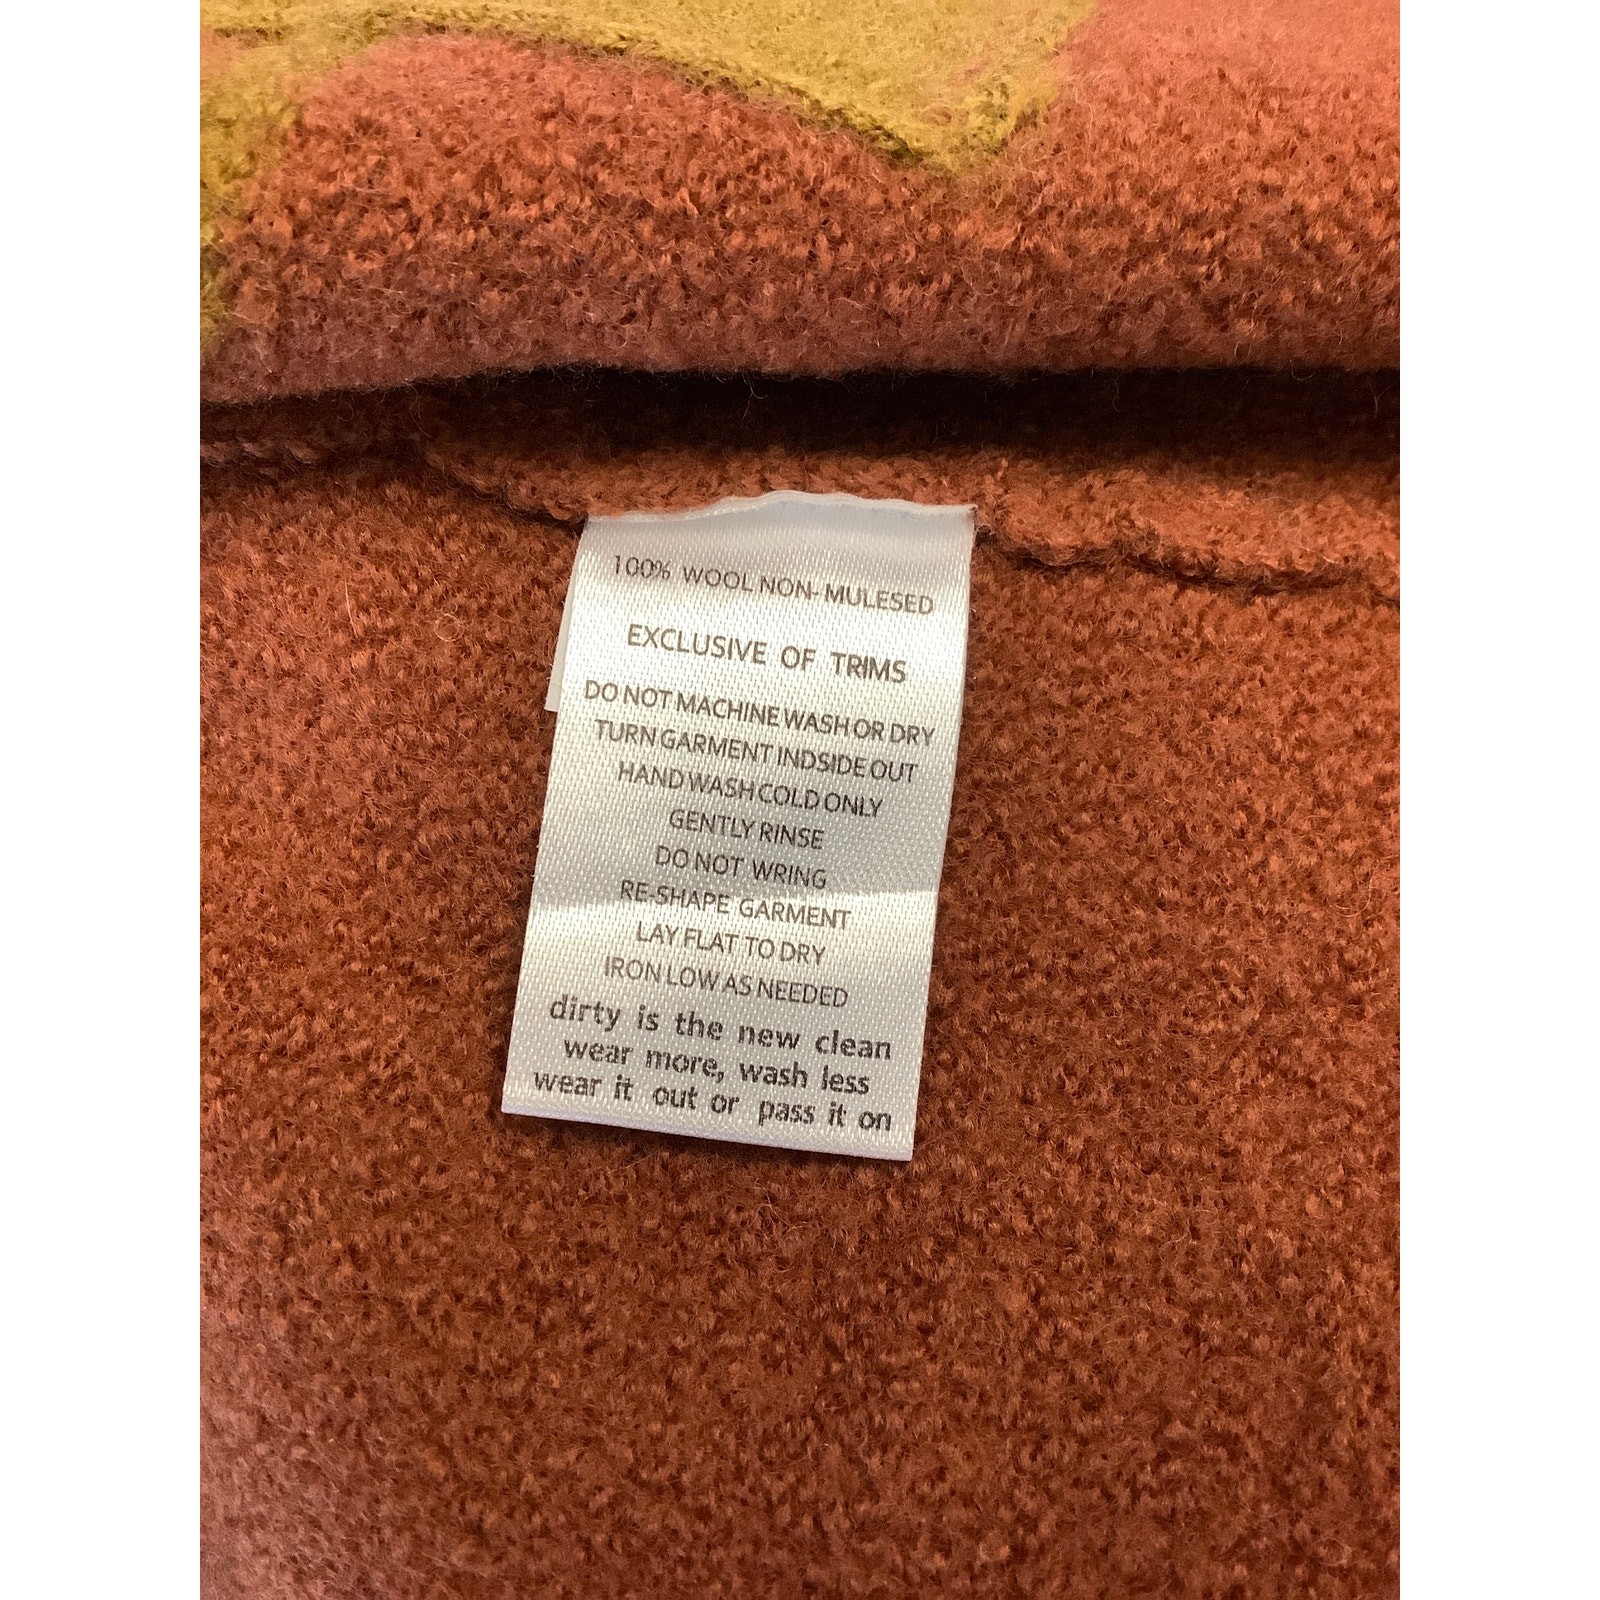 100% WOOL NON-MULESED
EXCLUSIVE OF TRIMS
DO NOT MACHINE WASH OR DRY
TURN GARMENT INDSIDE OUT
HAND WASH COLD ONLY
GENTLY RINSE
DO NOT WRING
RE-SHAPE GARMENT
LAY FLAT TO DRY
IRON LOW AS NEEDED
dirty is the new clean
wear more, wash less
wear it out or pass it on